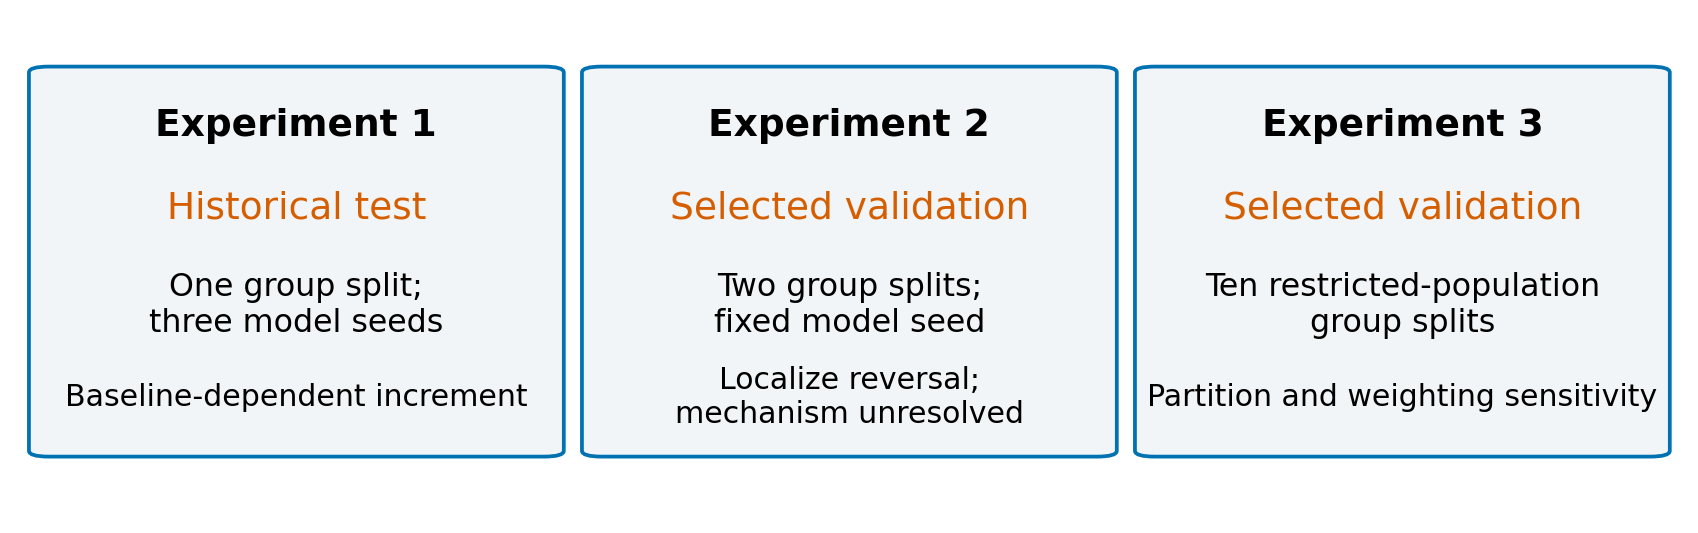 Experiment 1
Historical test
One group split;
three model seeds
Baseline-dependent increment
Experiment 2
Selected validation
Two group splits;
fixed model seed
Localize reversal;
mechanism unresolved
Experiment 3
Selected validation
Ten restricted-population
group splits
Partition and weighting sensitivity